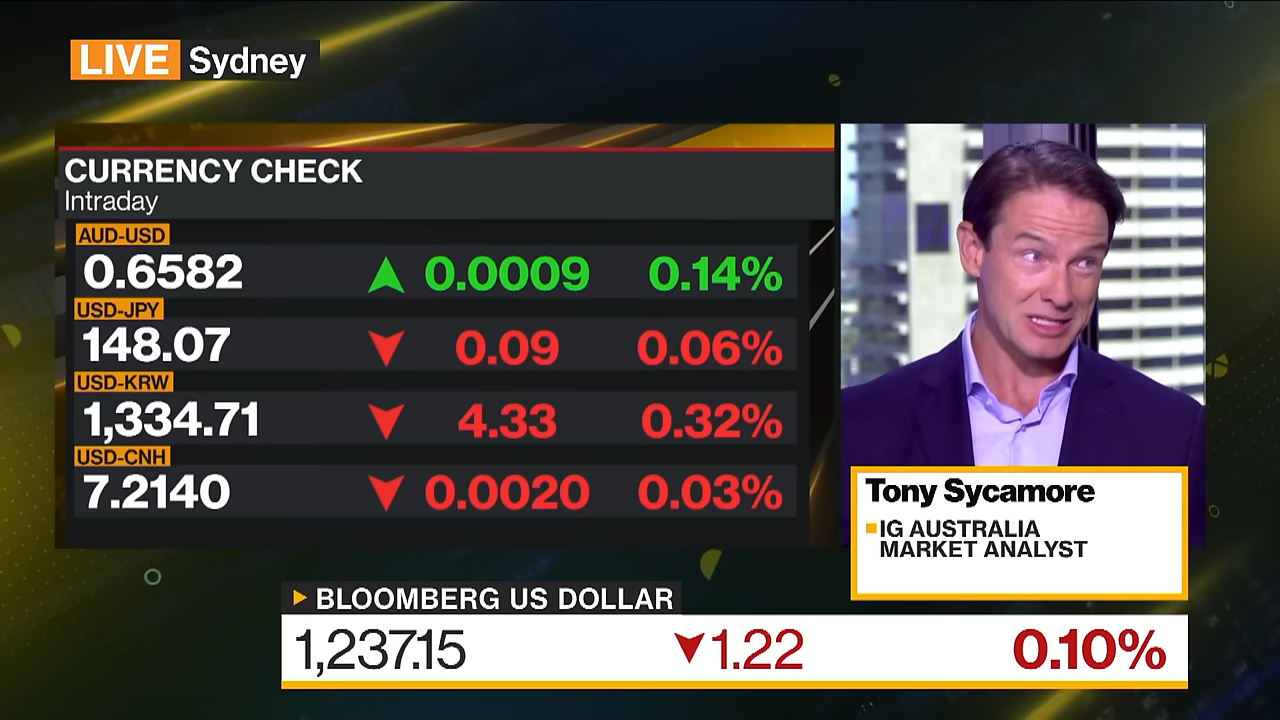 LIVE Sydney
CURRENCY CHECK
Intraday
AUD-USD
0.6582 ▲ 0.0009 0.14%
USD-JPY
148.07 ▼ 0.09 0.06%
USD-KRW
1,334.71 ▼ 4.33 0.32%
USD-CNH
7.2140 ▼ 0.0020 0.03%
Tony Sycamore
IG AUSTRALIA
MARKET ANALYST
BLOOMBERG US DOLLAR
1,237.15 ▼1.22 0.10%